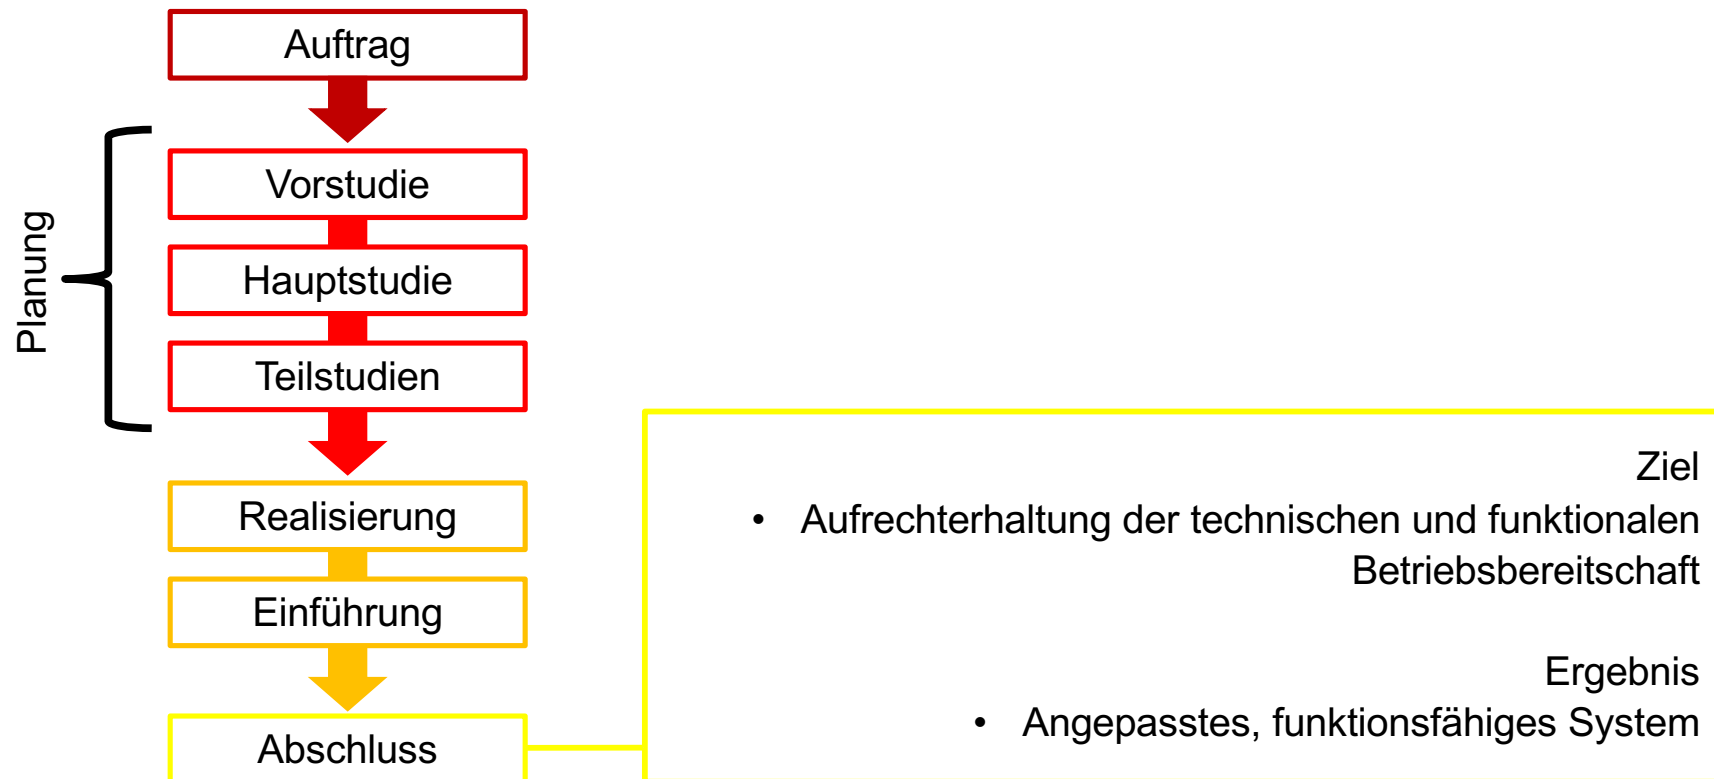 Auftrag
Planung
Vorstudie
Hauptstudie
Teilstudien
Realisierung
Einführung
Abschluss
Ziel
• Aufrechterhaltung der technischen und funktionalen
Betriebsbereitschaft
Ergebnis
• Angepasstes, funktionsfähiges System